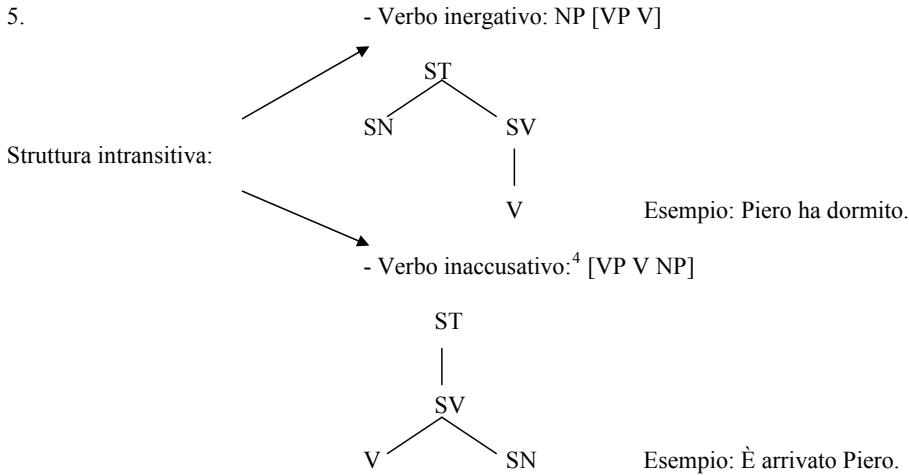 5. - Verbo inergativo: NP [VP V]
ST
SN SV
Struttura intransitiva:
V Esempio: Piero ha dormito.
- Verbo inaccusativo:⁴ [VP V NP]
ST
SV
V SN Esempio: È arrivato Piero.